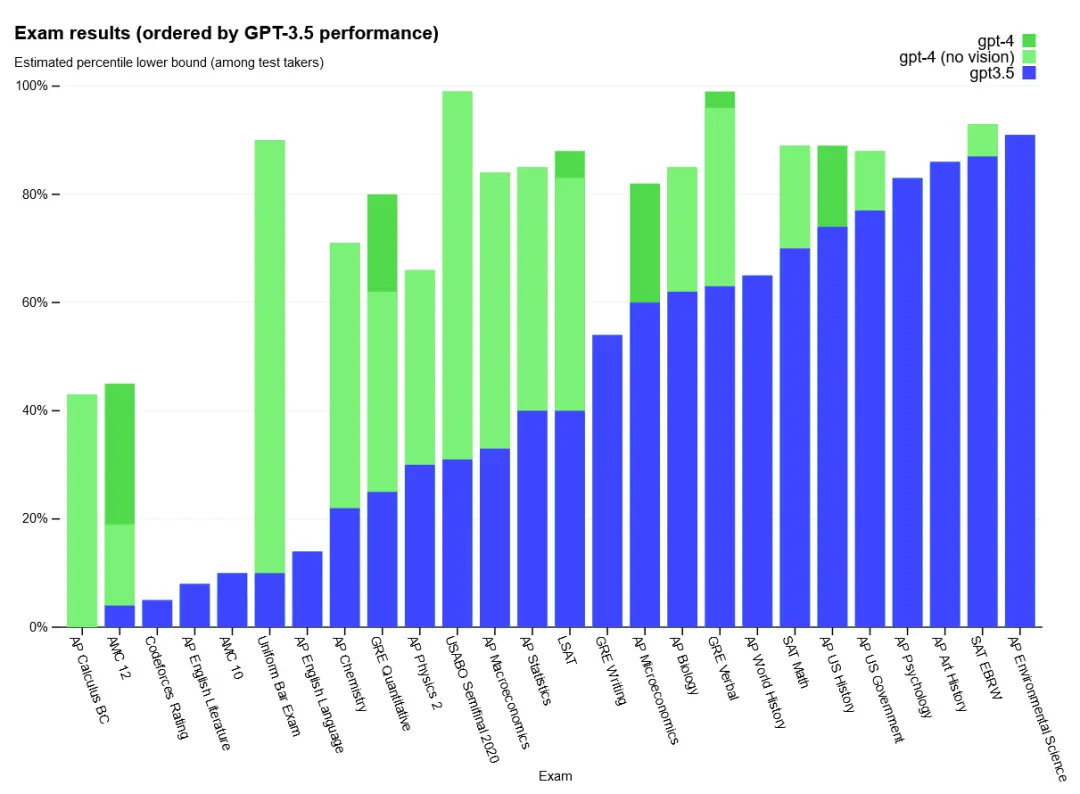 Exam results (ordered by GPT-3.5 performance)
Estimated percentile lower bound (among test takers)
gpt-4
gpt-4 (no vision)
gpt3.5
100%
80%
60%
40%
20%
0%
AP Calculus BC
AMC 12
Codeforces Rating
AP English Literature
AMC 10
Uniform Bar Exam
AP English Language
AP Chemistry
GRE Quantitative
AP Physics 2
USABO Semifinal 2020
AP Macroeconomics
AP Statistics
LSAT
GRE Writing
AP Microeconomics
AP Biology
GRE Verbal
AP World History
SAT Math
AP US History
AP US Government
AP Psychology
AP Art History
SAT EBRW
AP Environmental Science
Exam